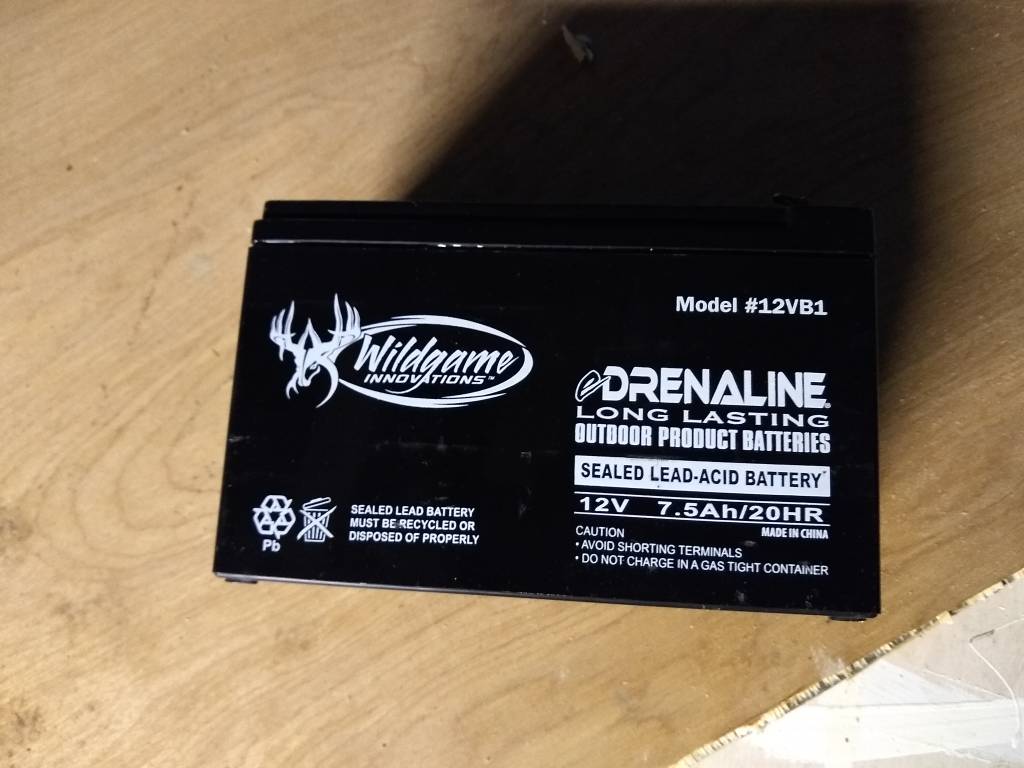 Model #12VB1
Wildgame
INNOVATIONS™
eDRENALINE®
LONG LASTING
OUTDOOR PRODUCT BATTERIES
SEALED LEAD-ACID BATTERY
12V 7.5Ah/20HR
MADE IN CHINA
CAUTION
• AVOID SHORTING TERMINALS
• DO NOT CHARGE IN A GAS TIGHT CONTAINER
Pb
SEALED LEAD BATTERY
MUST BE RECYCLED OR
DISPOSED OF PROPERLY